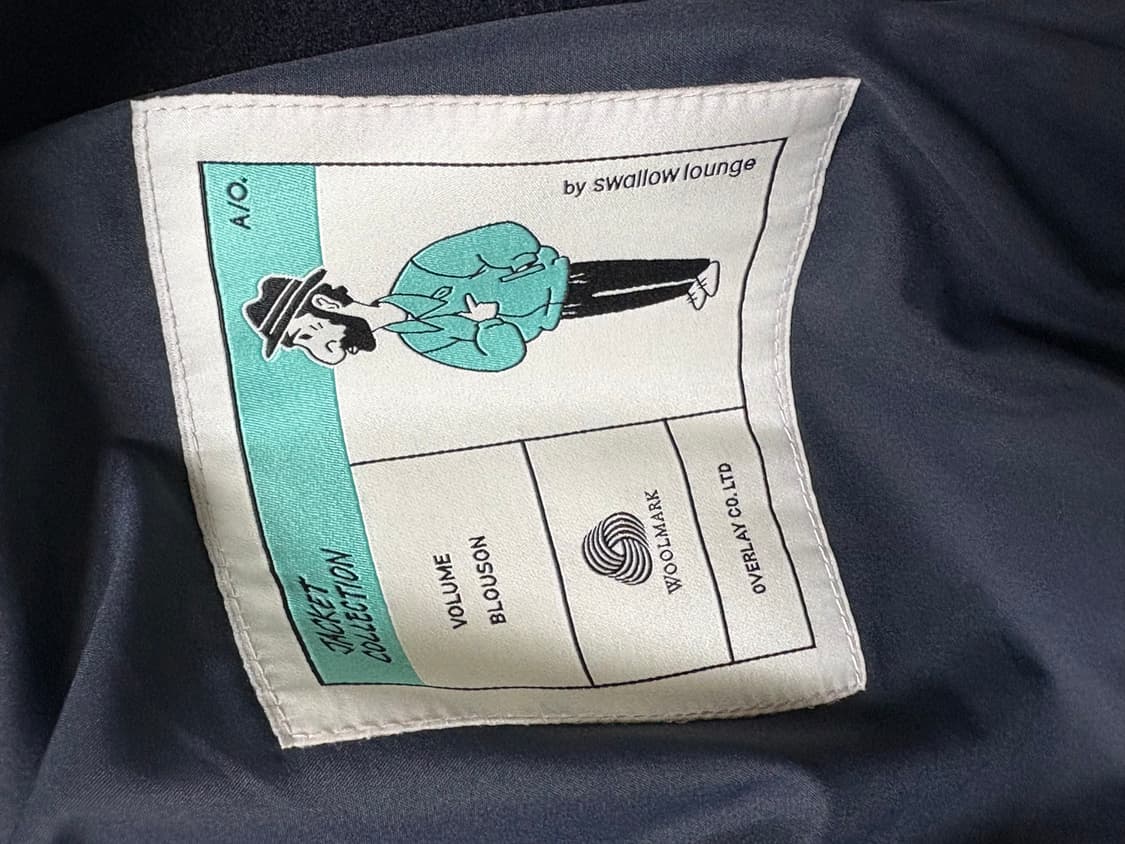 JACKET
COLLECTION
A/O.
VOLUME
BLOUSON
WOOLMARK
OVERLAY CO. LTD
by swallow lounge